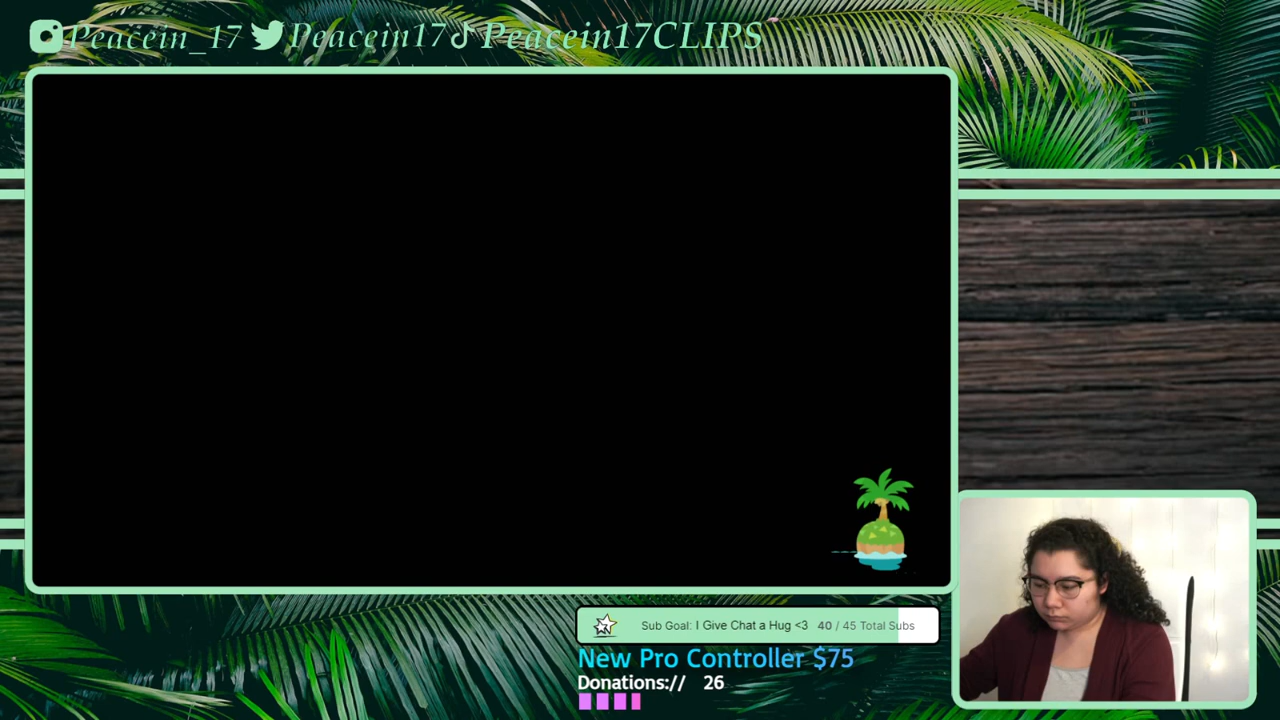 Peacein_17 Peacein17 Peacein17CLIPS
Sub Goal: I Give Chat a Hug <3 40 / 45 Total Subs
New Pro Controller $75
Donations:// 26